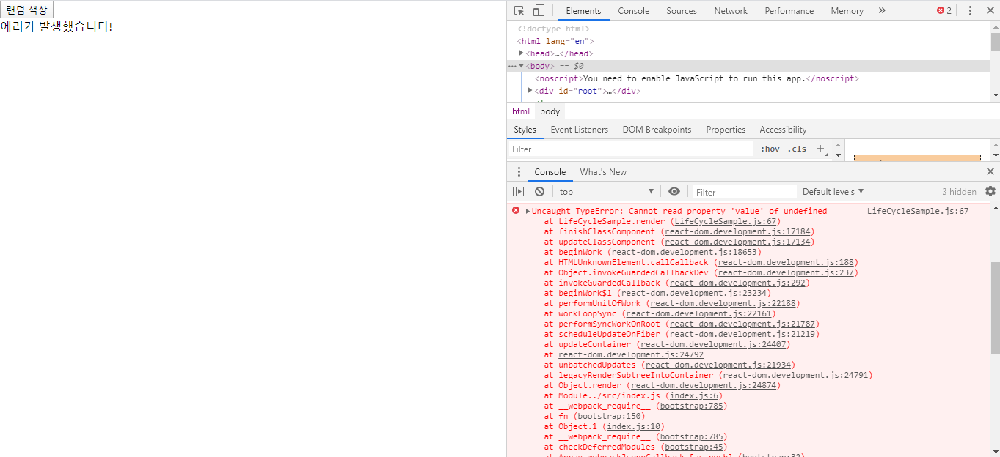 랜덤 색상
에러가 발생했습니다!
Elements Console Sources Network Performance Memory » 2
<!doctype html>
<html lang="en">
<head>…</head>
<body> == $0
<noscript>You need to enable JavaScript to run this app.</noscript>
<div id="root">…</div>
html body
Styles Event Listeners DOM Breakpoints Properties Accessibility
Filter :hov .cls +
Console What's New
top Filter Default levels ▼ 3 hidden
Uncaught TypeError: Cannot read property 'value' of undefined LifeCycleSample.js:67
at LifeCycleSample.render (LifeCycleSample.js:67)
at finishClassComponent (react-dom.development.js:17184)
at updateClassComponent (react-dom.development.js:17134)
at beginWork (react-dom.development.js:18653)
at HTMLUnknownElement.callCallback (react-dom.development.js:188)
at Object.invokeGuardedCallbackDev (react-dom.development.js:237)
at invokeGuardedCallback (react-dom.development.js:292)
at beginWork$1 (react-dom.development.js:23234)
at performUnitOfWork (react-dom.development.js:22188)
at workLoopSync (react-dom.development.js:22161)
at performSyncWorkOnRoot (react-dom.development.js:21787)
at scheduleUpdateOnFiber (react-dom.development.js:21219)
at updateContainer (react-dom.development.js:24407)
at react-dom.development.js:24792
at unbatchedUpdates (react-dom.development.js:21934)
at legacyRenderSubtreeIntoContainer (react-dom.development.js:24791)
at Object.render (react-dom.development.js:24874)
at Module../src/index.js (index.js:6)
at __webpack_require__ (bootstrap:785)
at fn (bootstrap:150)
at Object.1 (index.js:10)
at __webpack_require__ (bootstrap:785)
at checkDeferredModules (bootstrap:45)
at Array.webpackJsonpCallback [as push] (bootstrap:32)